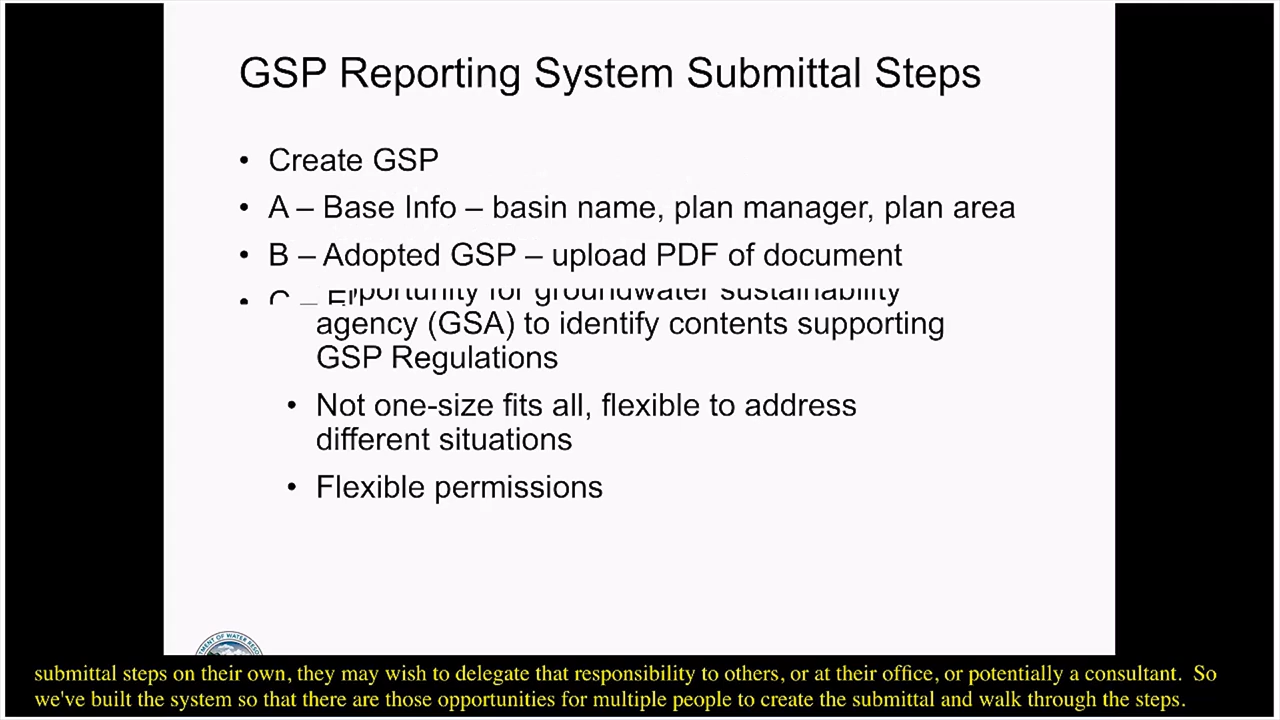 GSP Reporting System Submittal Steps
• Create GSP
• A – Base Info – basin name, plan manager, plan area
• B – Adopted GSP – upload PDF of document
for groundwater sustainability
agency (GSA) to identify contents supporting
GSP Regulations
• Not one-size fits all, flexible to address
different situations
• Flexible permissions
submittal steps on their own, they may wish to delegate that responsibility to others, or at their office, or potentially a consultant. So
we've built the system so that there are those opportunities for multiple people to create the submittal and walk through the steps.